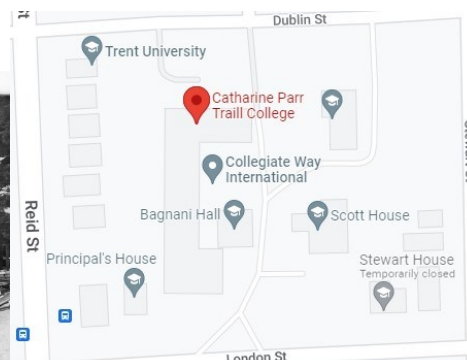 Dublin St
Trent University
Catharine Parr
Traill College
Collegiate Way
International
Bagnani Hall
Scott House
Reid St
Principal's House
Stewart House
Temporarily closed
London St